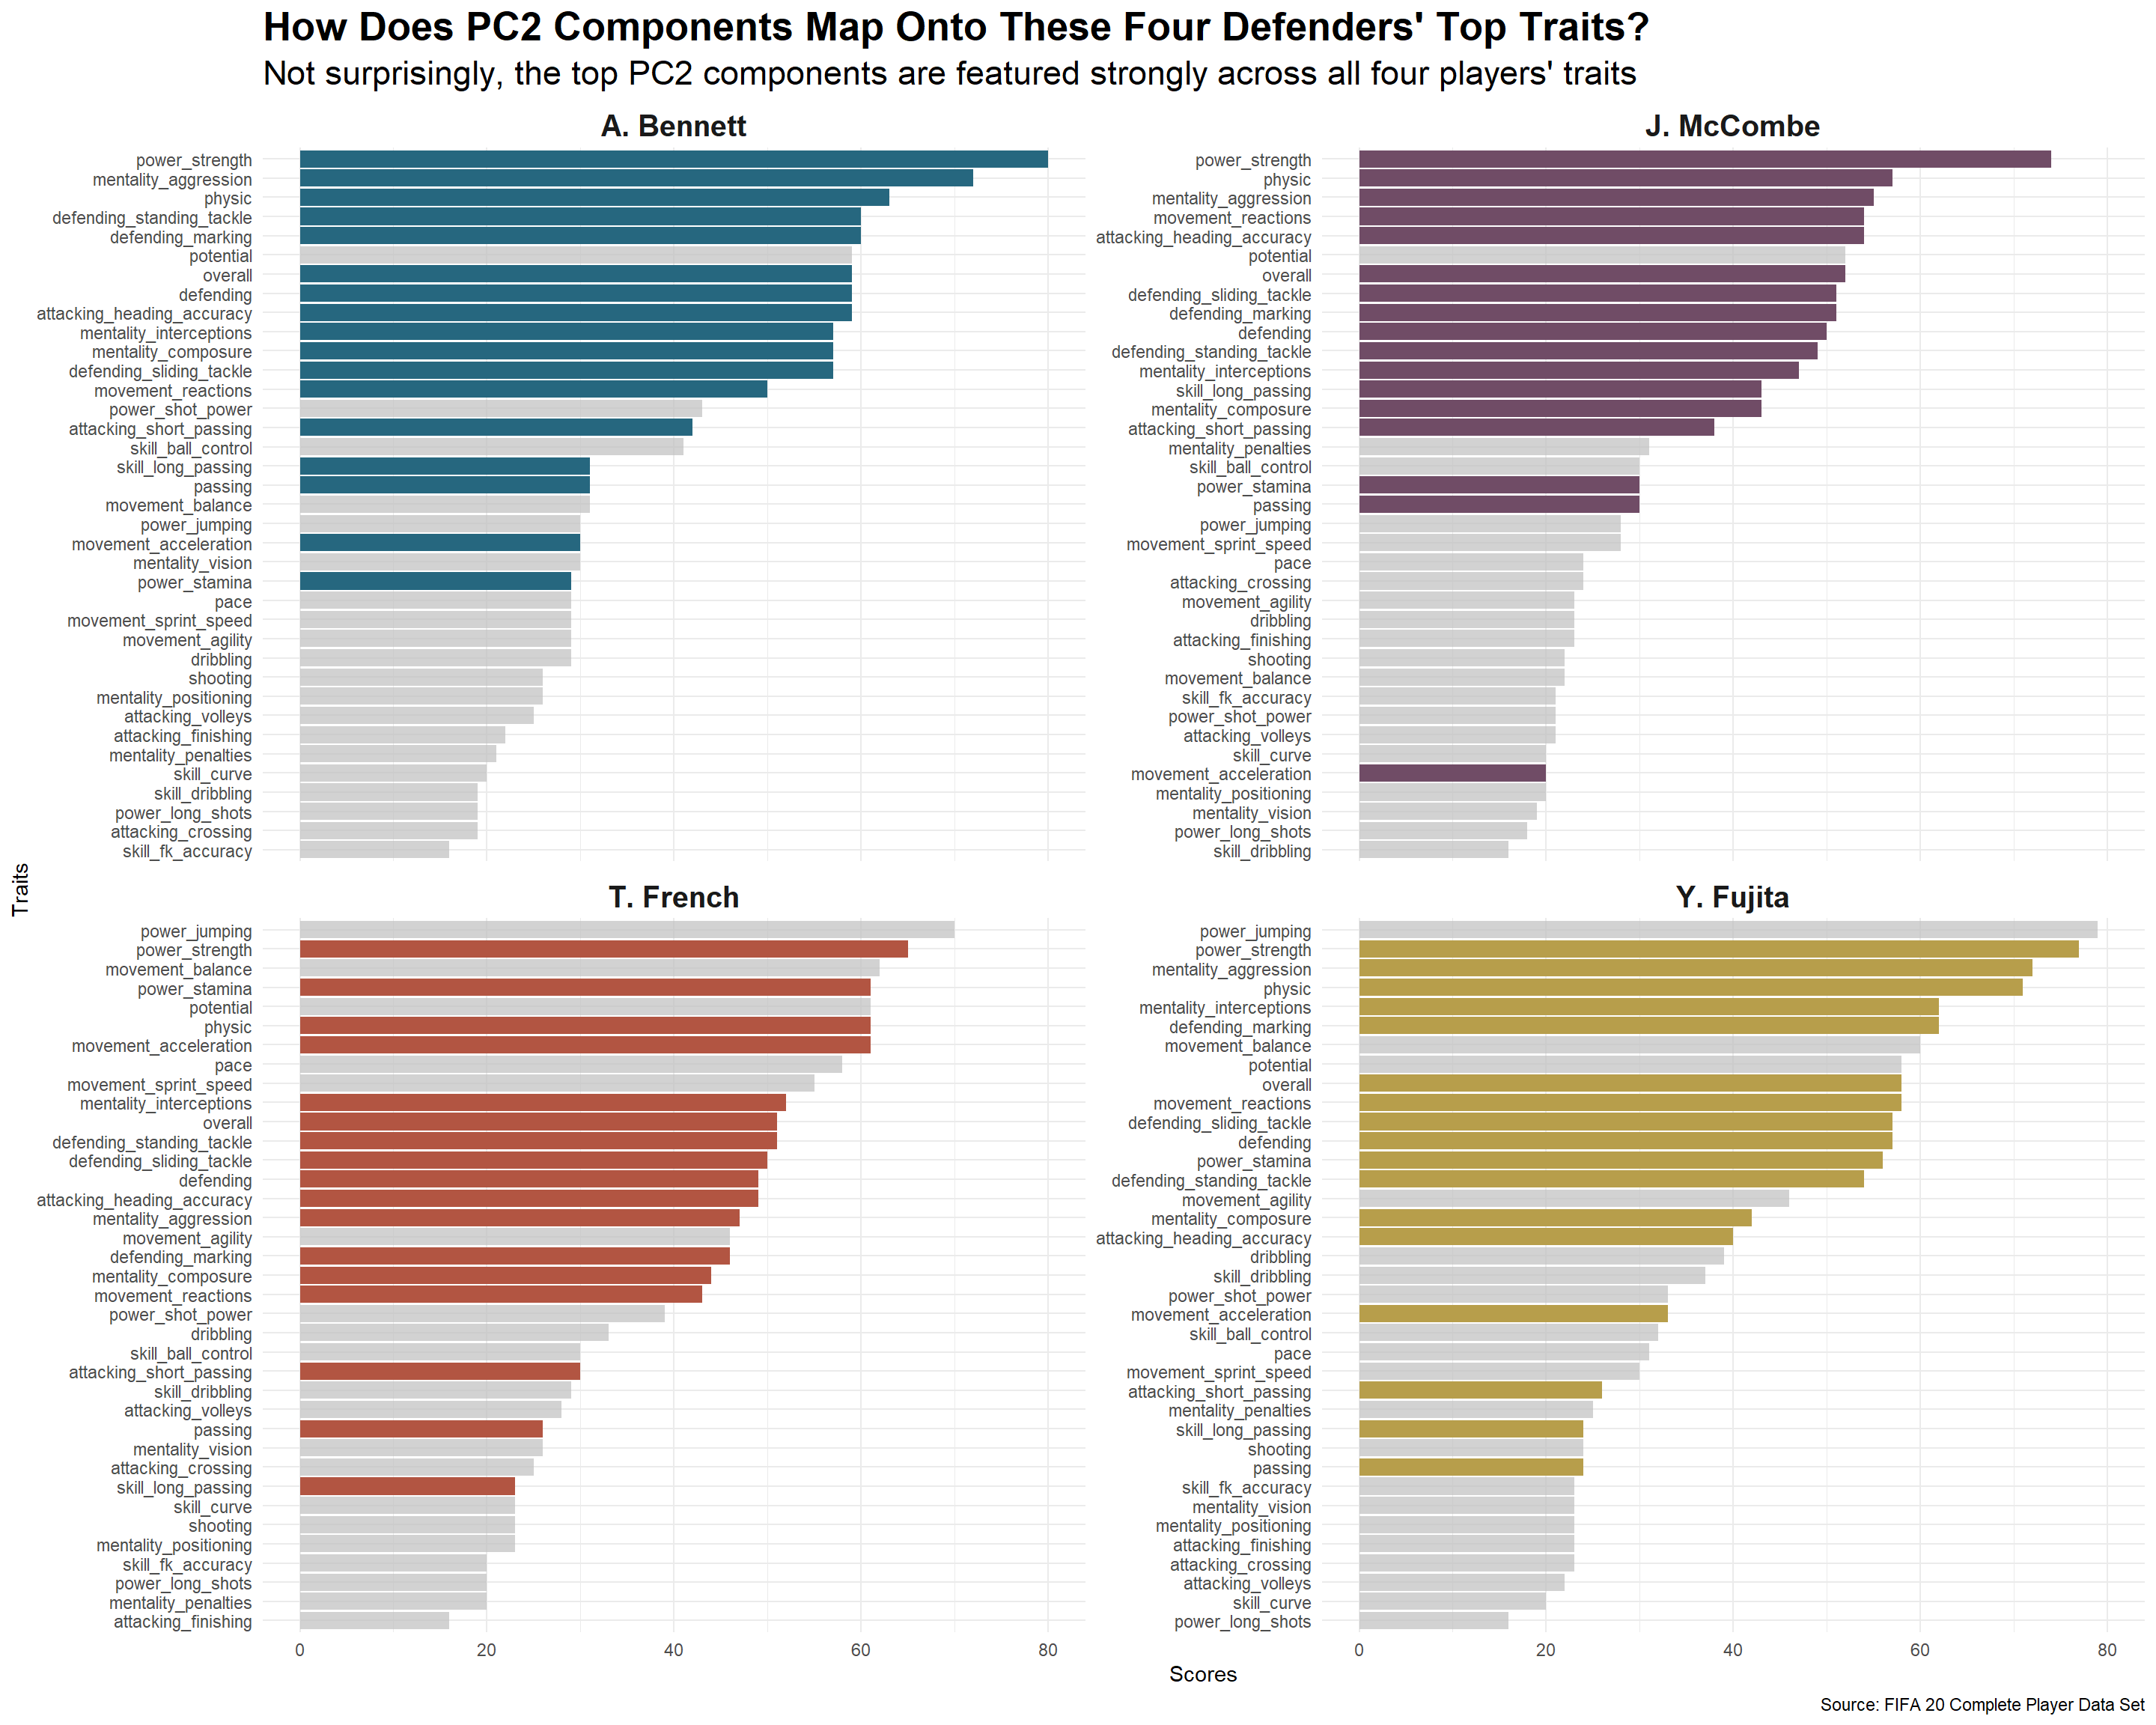 How Does PC2 Components Map Onto These Four Defenders' Top Traits?
Not surprisingly, the top PC2 components are featured strongly across all four players' traits
A. Bennett
power_strength
mentality_aggression
physic
defending_standing_tackle
defending_marking
potential
overall
defending
attacking_heading_accuracy
mentality_interceptions
mentality_composure
defending_sliding_tackle
movement_reactions
power_shot_power
attacking_short_passing
skill_ball_control
skill_long_passing
passing
movement_balance
power_jumping
movement_acceleration
mentality_vision
power_stamina
pace
movement_sprint_speed
movement_agility
dribbling
shooting
mentality_positioning
attacking_volleys
attacking_finishing
mentality_penalties
skill_curve
skill_dribbling
power_long_shots
attacking_crossing
skill_fk_accuracy
J. McCombe
power_strength
physic
mentality_aggression
movement_reactions
attacking_heading_accuracy
potential
overall
defending_sliding_tackle
defending_marking
defending
defending_standing_tackle
mentality_interceptions
skill_long_passing
mentality_composure
attacking_short_passing
mentality_penalties
skill_ball_control
power_stamina
passing
power_jumping
movement_sprint_speed
pace
attacking_crossing
movement_agility
dribbling
attacking_finishing
shooting
movement_balance
skill_fk_accuracy
power_shot_power
attacking_volleys
skill_curve
movement_acceleration
mentality_positioning
mentality_vision
power_long_shots
skill_dribbling
Traits
T. French
power_jumping
power_strength
movement_balance
power_stamina
potential
physic
movement_acceleration
pace
movement_sprint_speed
mentality_interceptions
overall
defending_standing_tackle
defending_sliding_tackle
defending
attacking_heading_accuracy
mentality_aggression
movement_agility
defending_marking
mentality_composure
movement_reactions
power_shot_power
dribbling
skill_ball_control
attacking_short_passing
skill_dribbling
attacking_volleys
passing
mentality_vision
attacking_crossing
skill_long_passing
skill_curve
shooting
mentality_positioning
skill_fk_accuracy
power_long_shots
mentality_penalties
attacking_finishing
0 20 40 60 80
Y. Fujita
power_jumping
power_strength
mentality_aggression
physic
mentality_interceptions
defending_marking
movement_balance
potential
overall
movement_reactions
defending_sliding_tackle
defending
power_stamina
defending_standing_tackle
movement_agility
mentality_composure
attacking_heading_accuracy
dribbling
skill_dribbling
power_shot_power
movement_acceleration
skill_ball_control
pace
movement_sprint_speed
attacking_short_passing
mentality_penalties
skill_long_passing
shooting
passing
skill_fk_accuracy
mentality_vision
mentality_positioning
attacking_finishing
attacking_crossing
attacking_volleys
skill_curve
power_long_shots
0 20 40 60 80
Scores
Source: FIFA 20 Complete Player Data Set